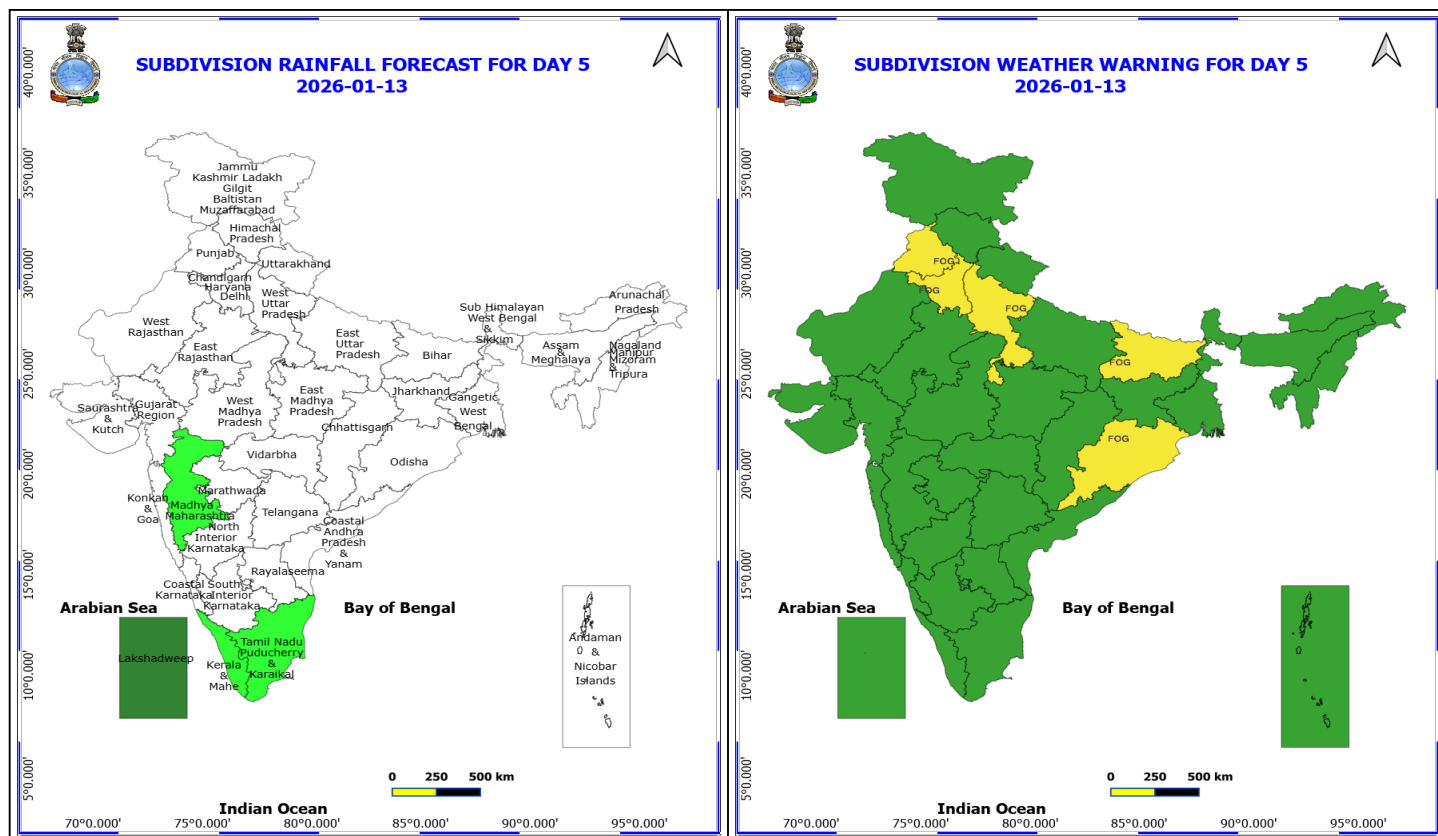 SUBDIVISION RAINFALL FORECAST FOR DAY 5
2026-01-13
40°0.000'
35°0.000'
30°0.000'
25°0.000'
20°0.000'
15°0.000'
10°0.000'
5°0.000'
Jammu
Kashmir Ladakh
Gilgit
Baltistan
Muzaffarabad
Himachal
Pradesh
Punjab
Uttarakhand
Chandigarh
Haryana
Delhi
West
Uttar
Pradesh
Arunachal
Pradesh
Sub Himalayan
West Bengal
&
Sikkim
West
Rajasthan
East
Rajasthan
East
Uttar
Pradesh
Bihar
Assam
&
Meghalaya
Nagaland
Manipur
Mizoram
&
Tripura
Saurashtra
&
Kutch
Gujarat
Region
West
Madhya
Pradesh
East
Madhya
Pradesh
Jharkhand
Gangetic
West
Bengal
Chhattisgarh
Vidarbha
Odisha
Konkan
&
Goa
Madhya
Maharashtra
Marathwada
Telangana
North
Interior
Karnataka
Coastal
Andhra
Pradesh
&
Yanam
Rayalaseema
Coastal
Karnataka
South
Interior
Karnataka
Arabian Sea
Bay of Bengal
Lakshadweep
Kerala
&
Mahe
Tamil Nadu
Puducherry
&
Karaikal
Andaman
&
Nicobar
Islands
0 250 500 km
Indian Ocean
70°0.000' 75°0.000' 80°0.000' 85°0.000' 90°0.000' 95°0.000'
SUBDIVISION WEATHER WARNING FOR DAY 5
2026-01-13
40°0.000'
35°0.000'
30°0.000'
25°0.000'
20°0.000'
15°0.000'
10°0.000'
5°0.000'
FOG
FOG
FOG
FOG
FOG
Arabian Sea
Bay of Bengal
0 250 500 km
Indian Ocean
70°0.000' 75°0.000' 80°0.000' 85°0.000' 90°0.000' 95°0.000'